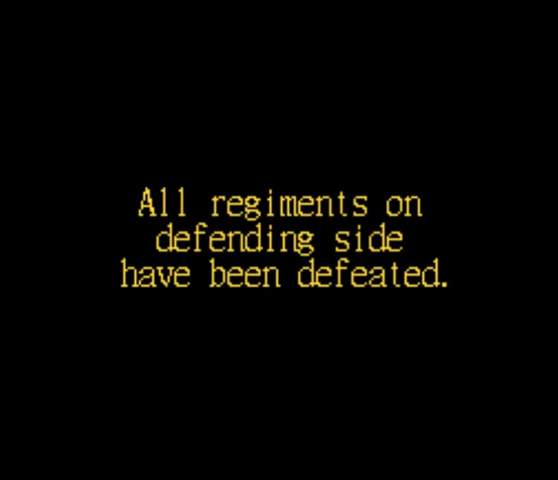 All regiments on
defending side
have been defeated.